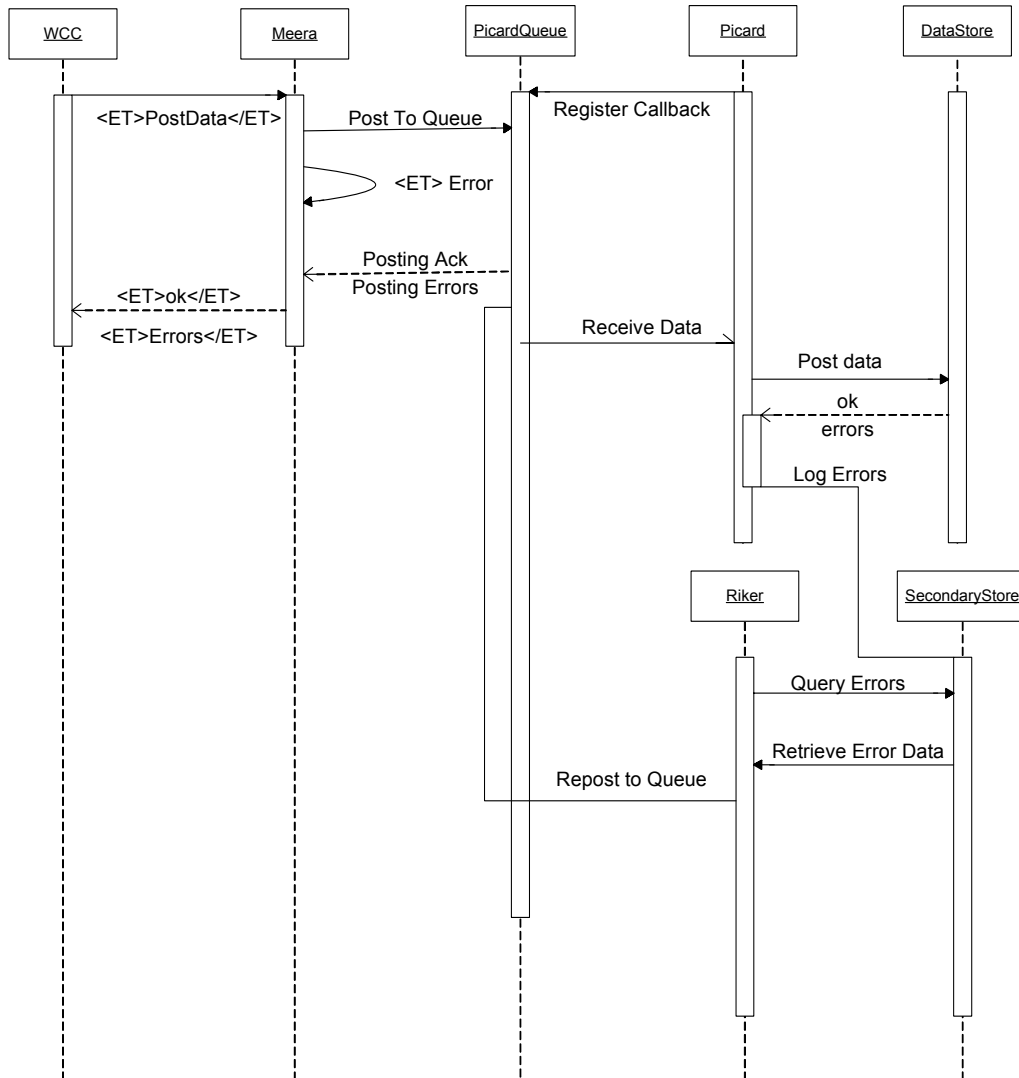 WCC
Meera
PicardQueue
Picard
DataStore
<ET>PostData</ET>
Post To Queue
Register Callback
<ET> Error
Posting Ack
Posting Errors
<ET>ok</ET>
<ET>Errors</ET>
Receive Data
Post data
ok
errors
Log Errors
Riker
SecondaryStore
Query Errors
Retrieve Error Data
Repost to Queue